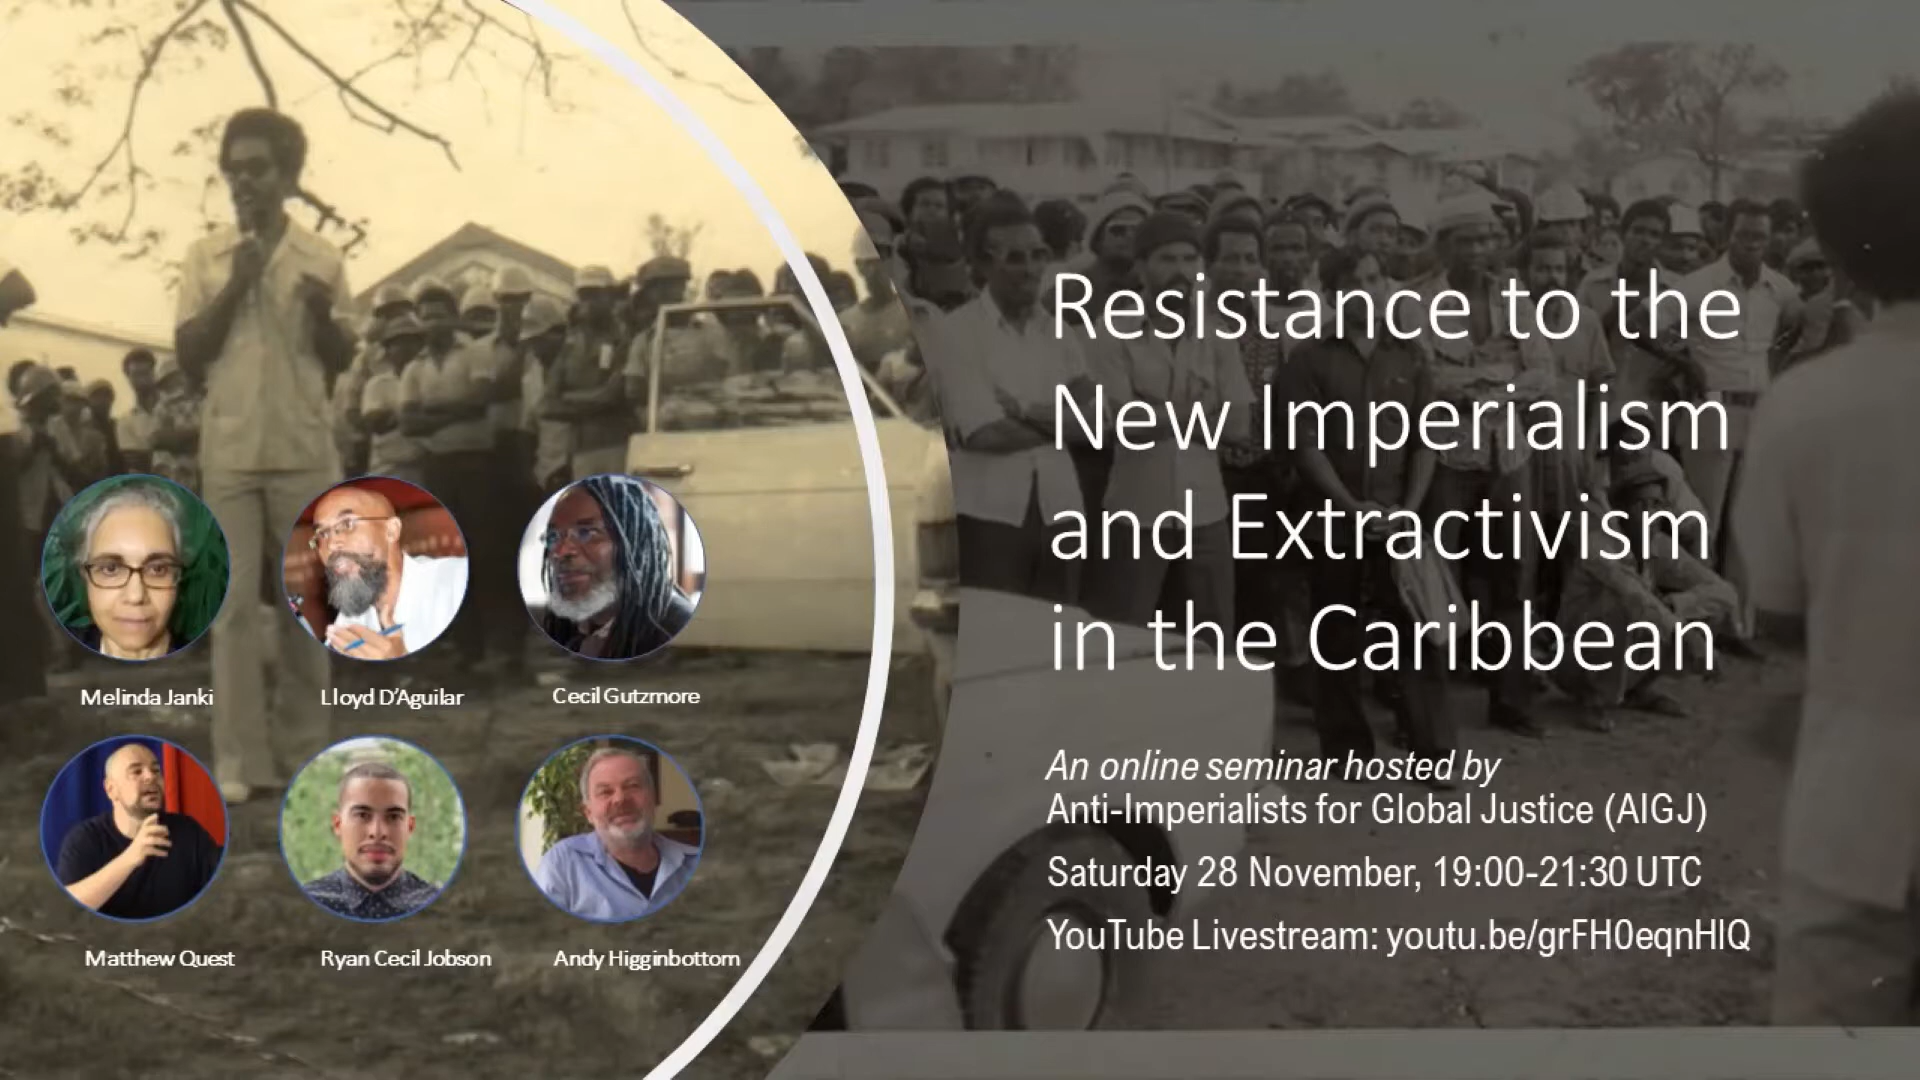 Resistance to the
New Imperialism
and Extractivism
in the Caribbean
An online seminar hosted by
Anti-Imperialists for Global Justice (AIGJ)
Saturday 28 November, 19:00-21:30 UTC
YouTube Livestream: youtu.be/grFH0eqnHIQ
Melinda Janki
Lloyd D'Aguilar
Cecil Gutzmore
Matthew Quest
Ryan Cecil Jobson
Andy Higginbottom